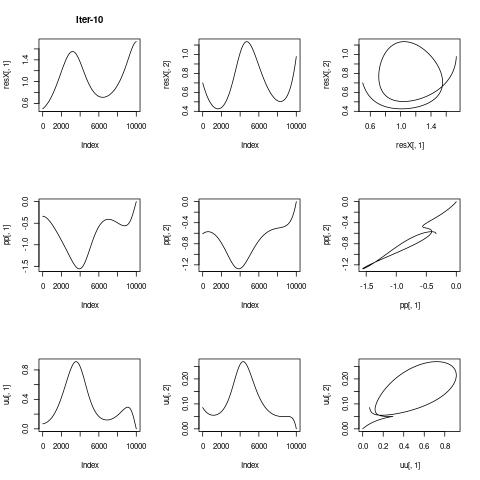 Iter-10
resX[, 1]
0.6 1.0 1.4
0 2000 6000 10000
Index
resX[, 2]
0.4 0.6 0.8 1.0
0 2000 6000 10000
Index
resX[, 2]
0.4 0.5 0.6 0.7 0.8 0.9 1.0
0.6 1.0 1.4
resX[, 1]
pp[, 1]
-1.5 -1.0 -0.5 0.0
0 2000 6000 10000
Index
pp[, 2]
-1.2 -0.8 -0.4 0.0
0 2000 6000 10000
Index
pp[, 2]
-1.2 -0.8 -0.4 0.0
-1.5 -1.0 -0.5 0.0
pp[, 1]
uu[, 1]
0.0 0.4 0.8
0 2000 6000 10000
Index
uu[, 2]
0.00 0.10 0.20
0 2000 6000 10000
Index
uu[, 2]
0.00 0.10 0.20
0.0 0.2 0.4 0.6 0.8
uu[, 1]